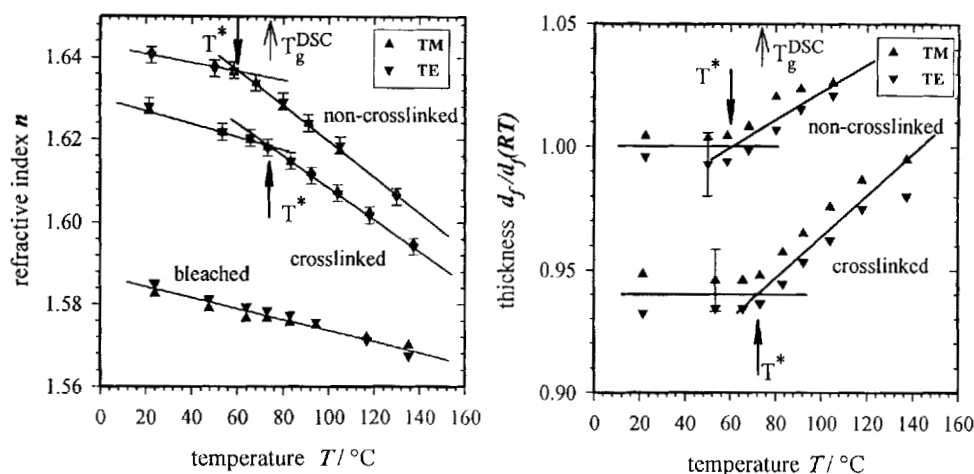 T*
T_g^DSC
▲ TM
▼ TE
non-crosslinked
T*
crosslinked
bleached
refractive index n
1.64
1.62
1.60
1.58
1.56
0 20 40 60 80 100 120 140 160
temperature T / °C
T_g^DSC
T*
▲ TM
▼ TE
non-crosslinked
crosslinked
T*
thickness d_f/d_f(RT)
1.05
1.00
0.95
0.90
0 20 40 60 80 100 120 140 160
temperature T / °C